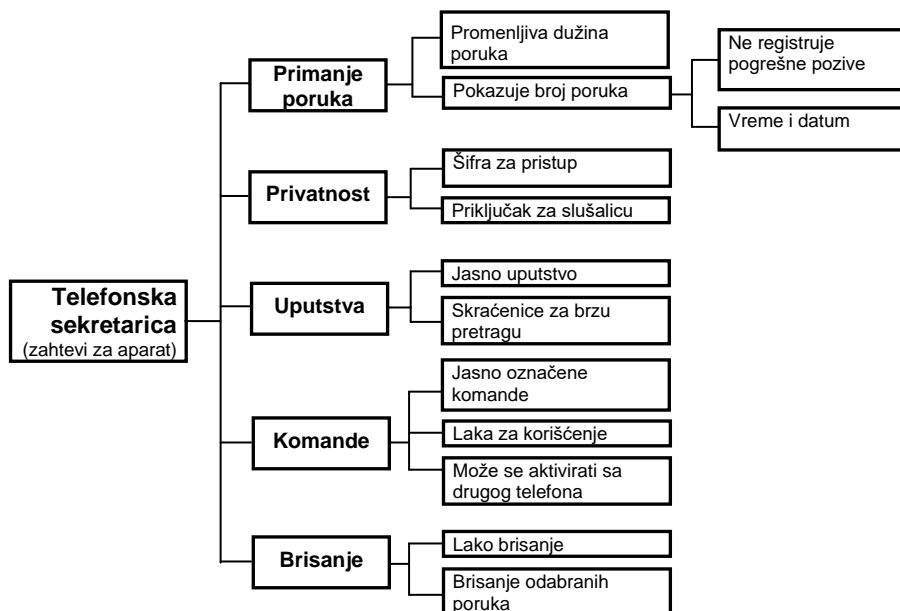 Telefonska
sekretarica
(zahtevi za aparat)
Primanje
poruka
Promenljiva dužina
poruka
Pokazuje broj poruka
Ne registruje
pogrešne pozive
Vreme i datum
Privatnost
Šifra za pristup
Priključak za slušalicu
Uputstva
Jasno uputstvo
Skraćenice za brzu
pretragu
Komande
Jasno označene
komande
Laka za korišćenje
Može se aktivirati sa
drugog telefona
Brisanje
Lako brisanje
Brisanje odabranih
poruka